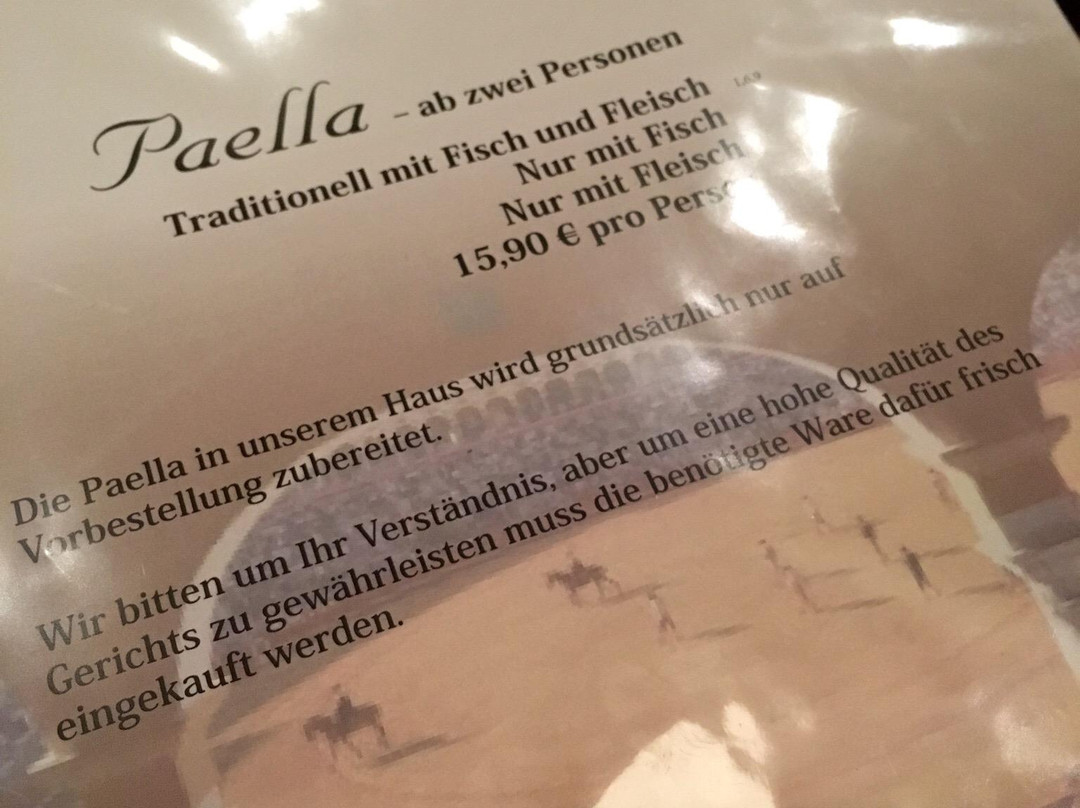 Paella – ab zwei Personen
Traditionell mit Fisch und Fleisch
Nur mit Fisch
Nur mit Fleisch
15,90 € pro
Die Paella in unserem Haus wird grundsätzlich nur auf
Vorbestellung zubereitet.
Wir bitten um Ihr Verständnis, aber um eine hohe Qualität des
Gerichts zu gewährleisten muss die benötigte Ware dafür frisch
eingekauft werden.